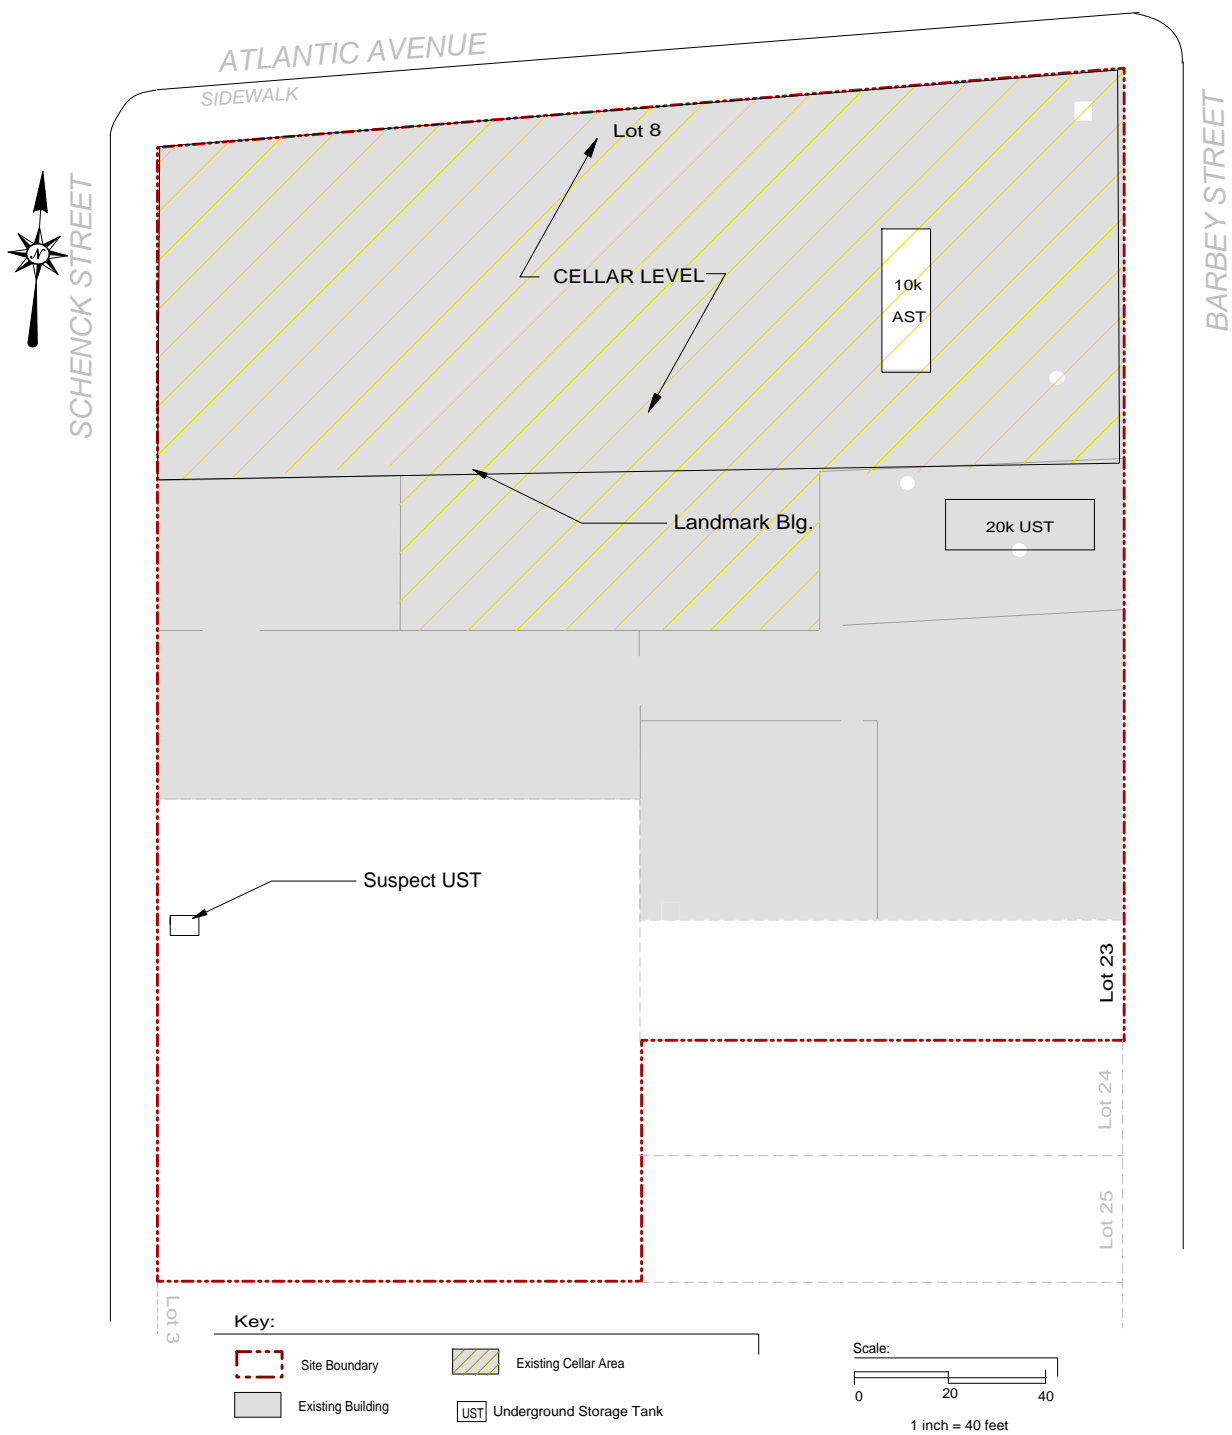 ATLANTIC AVENUE
SIDEWALK
BARBEY STREET
SCHENCK STREET
N
Lot 8
CELLAR LEVEL
10k
AST
Landmark Blg.
20k UST
Suspect UST
Lot 23
Lot 24
Lot 25
Lot 3
Key:
Site Boundary
Existing Cellar Area
Existing Building
UST Underground Storage Tank
Scale:
0 20 40
1 inch = 40 feet